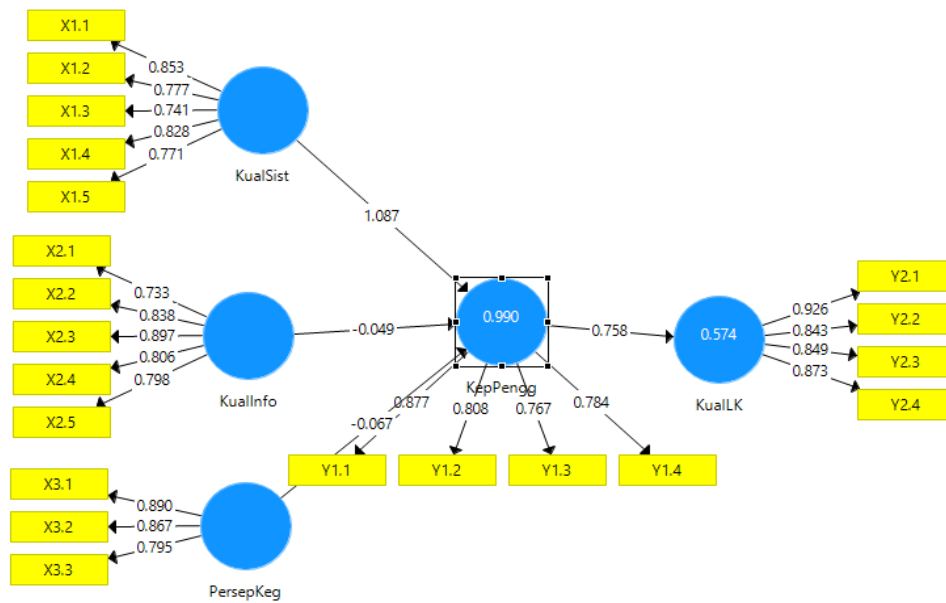 X1.1
0.853
X1.2
0.777
X1.3
0.741
X1.4
0.828
X1.5
0.771
KualSist
1.087
X2.1
0.733
X2.2
0.838
X2.3
0.897
X2.4
0.806
X2.5
0.798
KualInfo
-0.049
0.990
KepPengg
0.758
0.574
KualLK
0.926
Y2.1
0.843
Y2.2
0.849
Y2.3
0.873
Y2.4
0.877
-0.067
0.808
0.767
0.784
Y1.1
Y1.2
Y1.3
Y1.4
X3.1
0.890
X3.2
0.867
X3.3
0.795
PersepKeg